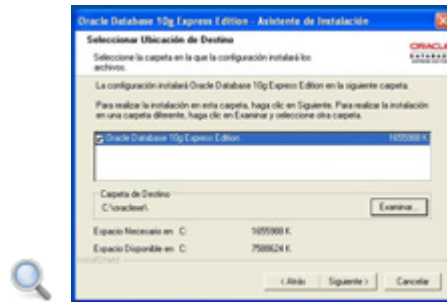 Oracle Database 10g Express Edition - Asistente de Instalación
Seleccionar Ubicación de Destino
Seleccione la carpeta en la que la configuración instalará los
archivos.
ORACLE
DATABASE
La configuración instalará Oracle Database 10g Express Edition en la siguiente carpeta.
Para realizar la instalación en esta carpeta, haga clic en Siguiente. Para realizar la instalación
en una carpeta diferente, haga clic en Examinar y seleccione otra carpeta.
Oracle Database 10g Express Edition 1655988 K
Carpeta de Destino
C:\oraclexe\
Examinar...
Espacio Necesario en C: 1655988 K
Espacio Disponible en C: 7588624 K
InstallShield
< Atrás Siguiente > Cancelar